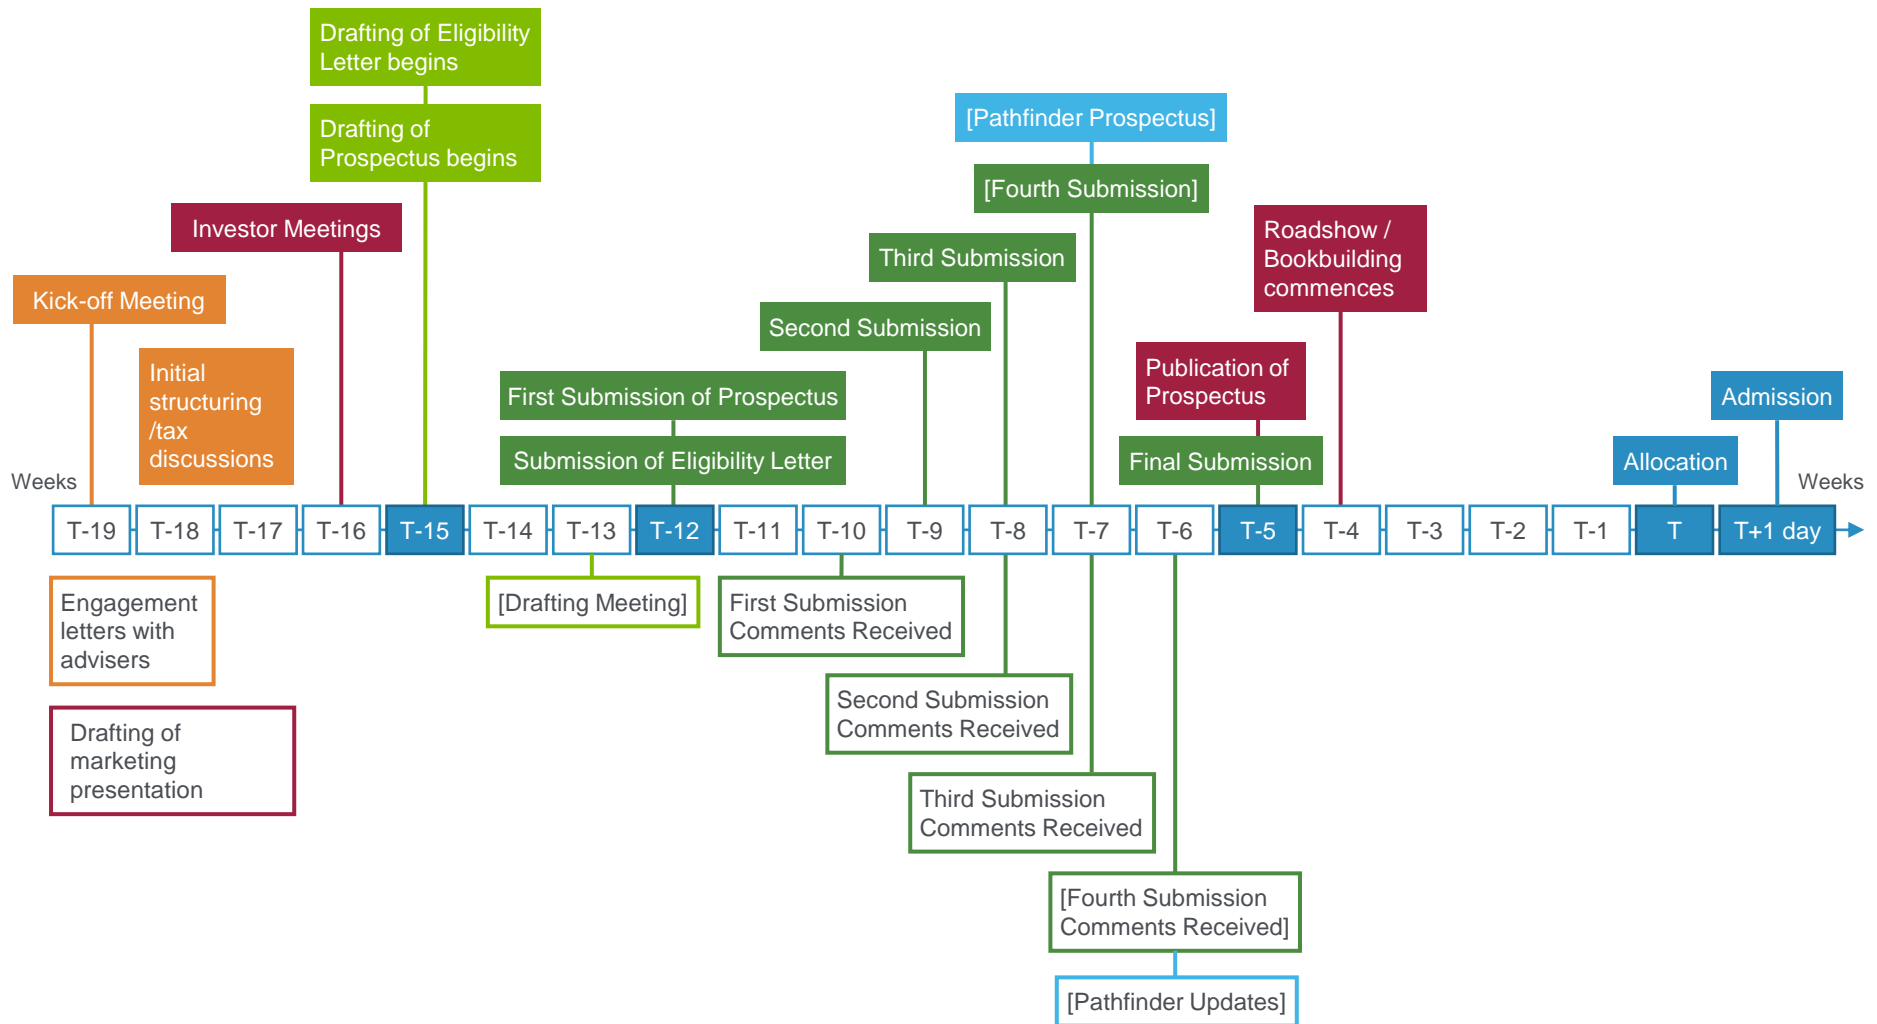 Drafting of Eligibility
Letter begins
Drafting of
Prospectus begins
[Pathfinder Prospectus]
[Fourth Submission]
Investor Meetings
Roadshow /
Bookbuilding
commences
Third Submission
Kick-off Meeting
Second Submission
Initial
structuring
/tax
discussions
Publication of
Prospectus
First Submission of Prospectus
Admission
Submission of Eligibility Letter
Final Submission
Allocation
Weeks
Weeks
T-19
T-18
T-17
T-16
T-15
T-14
T-13
T-12
T-11
T-10
T-9
T-8
T-7
T-6
T-5
T-4
T-3
T-2
T-1
T
T+1 day
Engagement
letters with
advisers
[Drafting Meeting]
First Submission
Comments Received
Drafting of
marketing
presentation
Second Submission
Comments Received
Third Submission
Comments Received
[Fourth Submission
Comments Received]
[Pathfinder Updates]